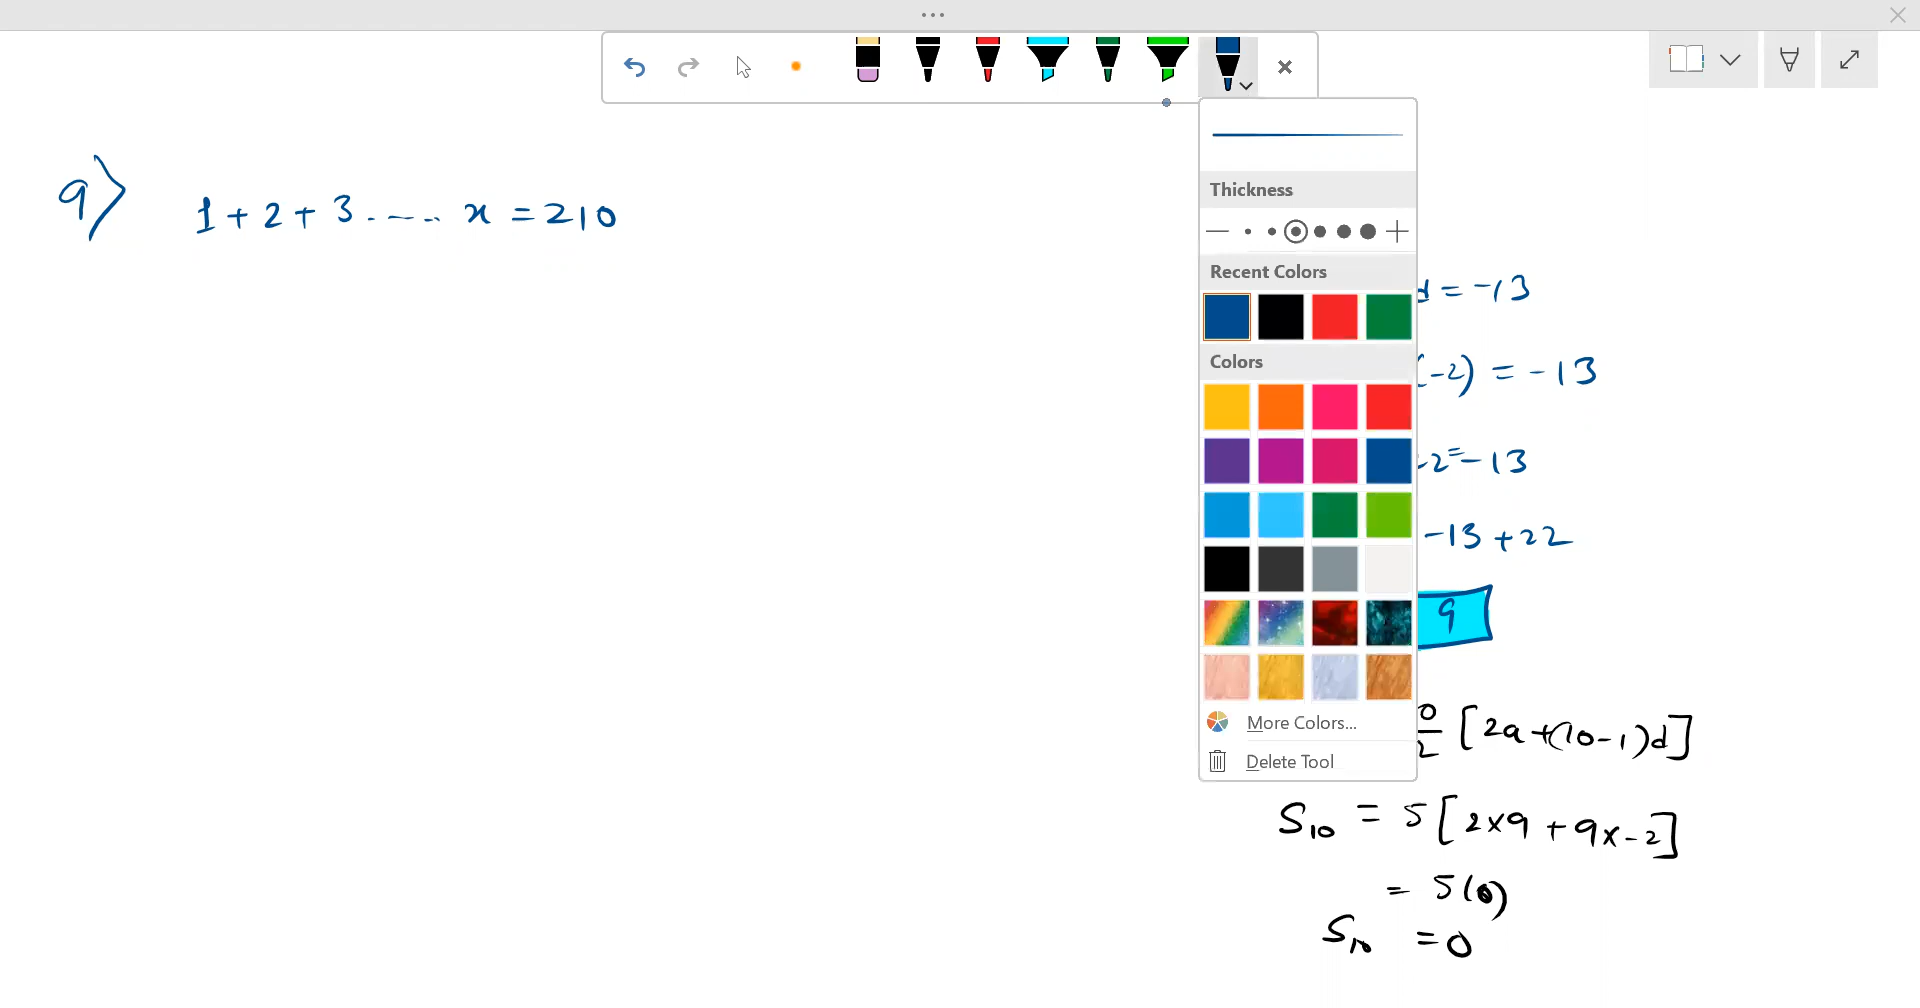 9) 1 + 2 + 3 ..---.. x = 210
Thickness
Recent Colors
Colors
More Colors...
Delete Tool
d = -13
(-2) = -13
-22 = -13
-13 + 22
9
[2a + (10-1)d]
S10 = 5 [2x9 + 9x-2]
= 5(0)
S10 = 0